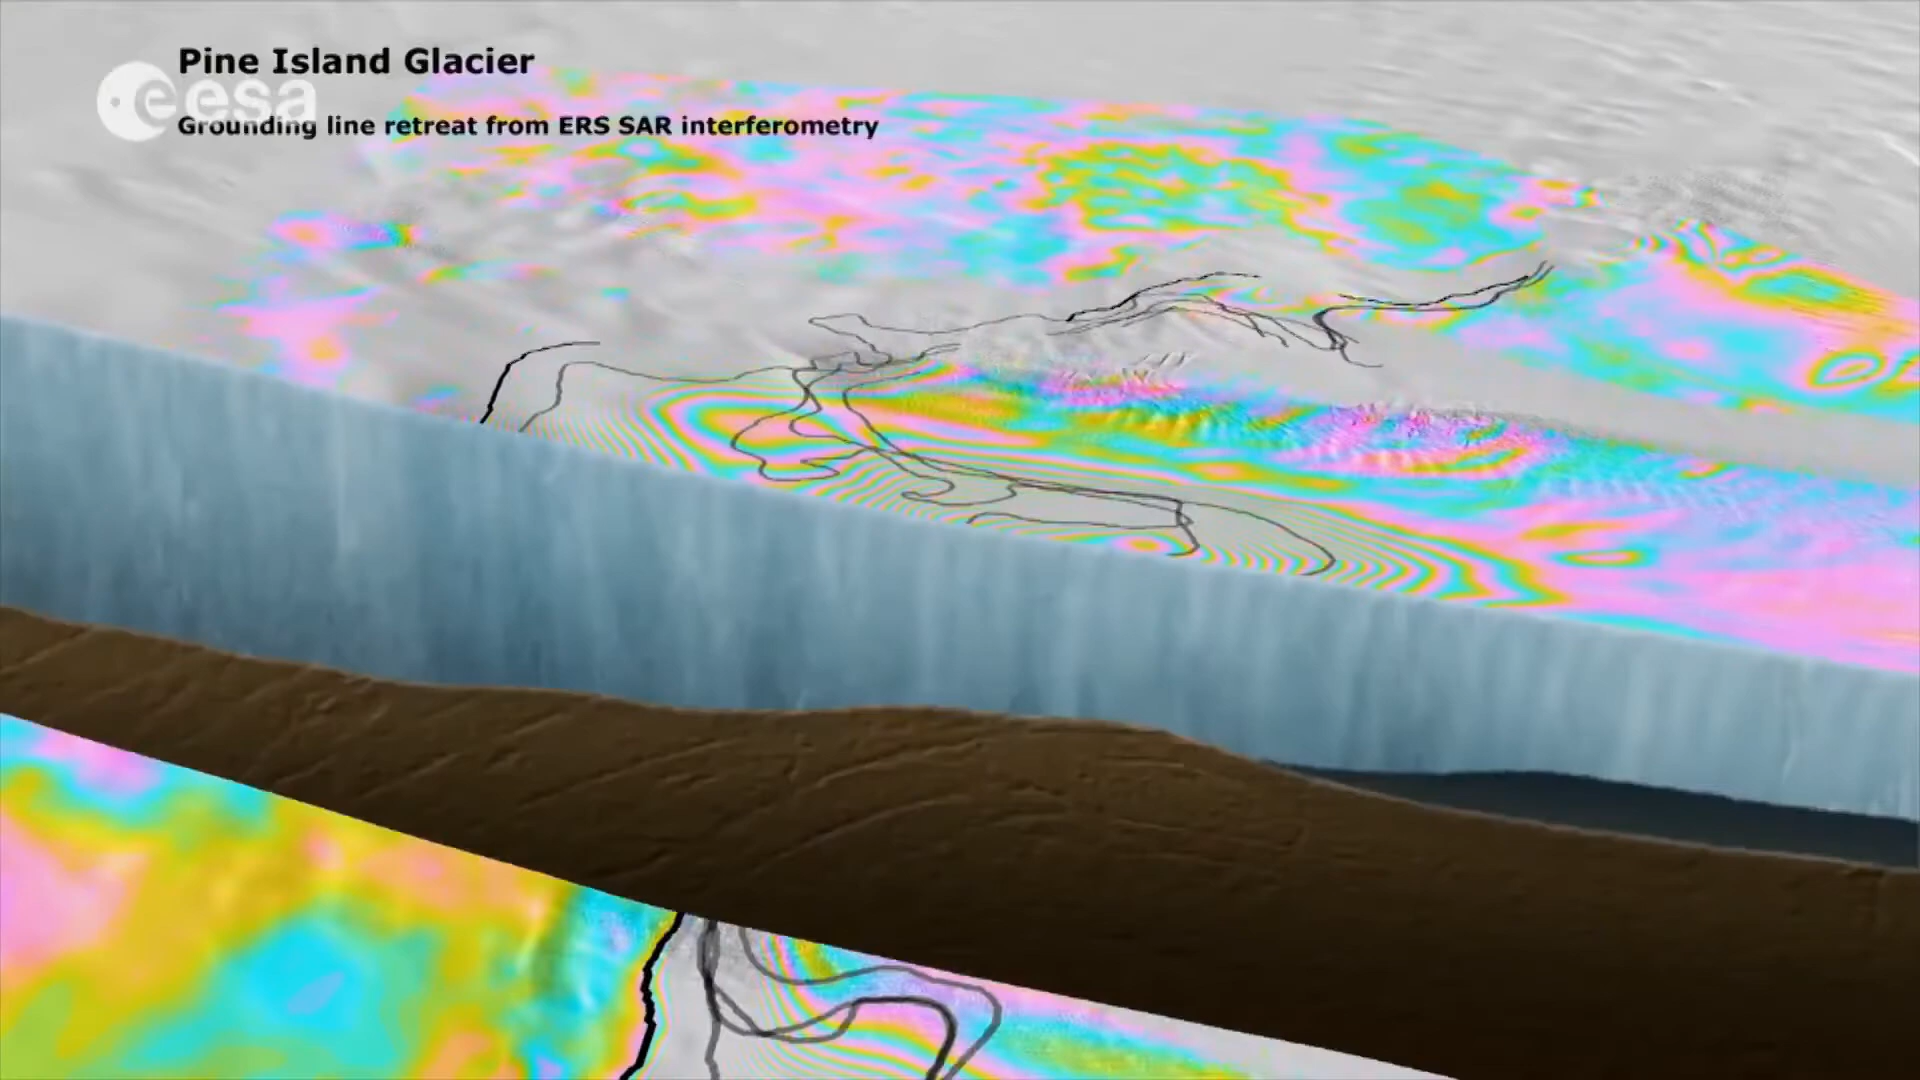 Pine Island Glacier
esa
Grounding line retreat from ERS SAR interferometry